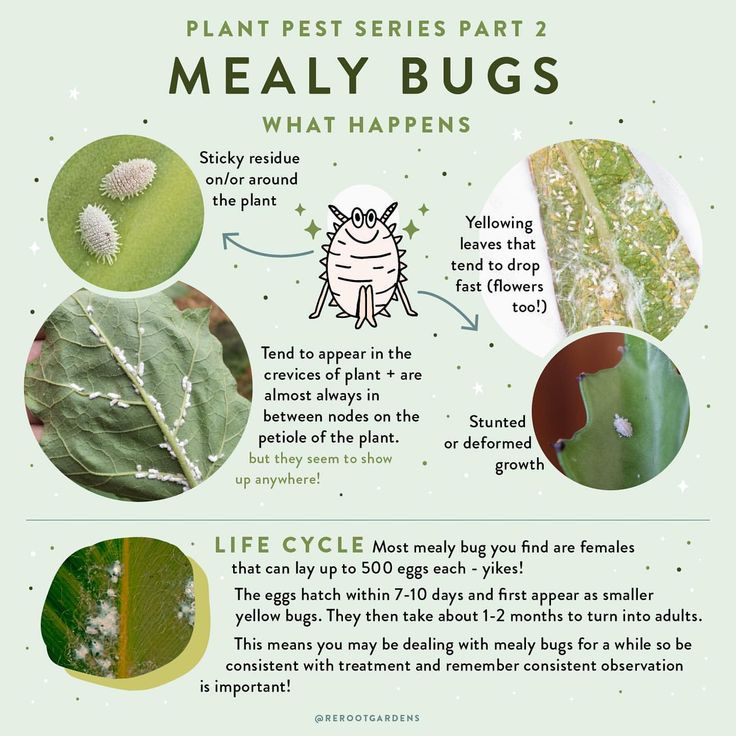 PLANT PEST SERIES PART 2
MEALY BUGS
WHAT HAPPENS
Sticky residue
on/or around
the plant
Yellowing
leaves that
tend to drop
fast (flowers
too!)
Tend to appear in the
crevices of plant + are
almost always in
between nodes on the
petiole of the plant.
but they seem to show
up anywhere!
Stunted
or deformed
growth
LIFE CYCLE Most mealy bug you find are females
that can lay up to 500 eggs each - yikes!
The eggs hatch within 7-10 days and first appear as smaller
yellow bugs. They then take about 1-2 months to turn into adults.
This means you may be dealing with mealy bugs for a while so be
consistent with treatment and remember consistent observation
is important!
@REROOTGARDENS